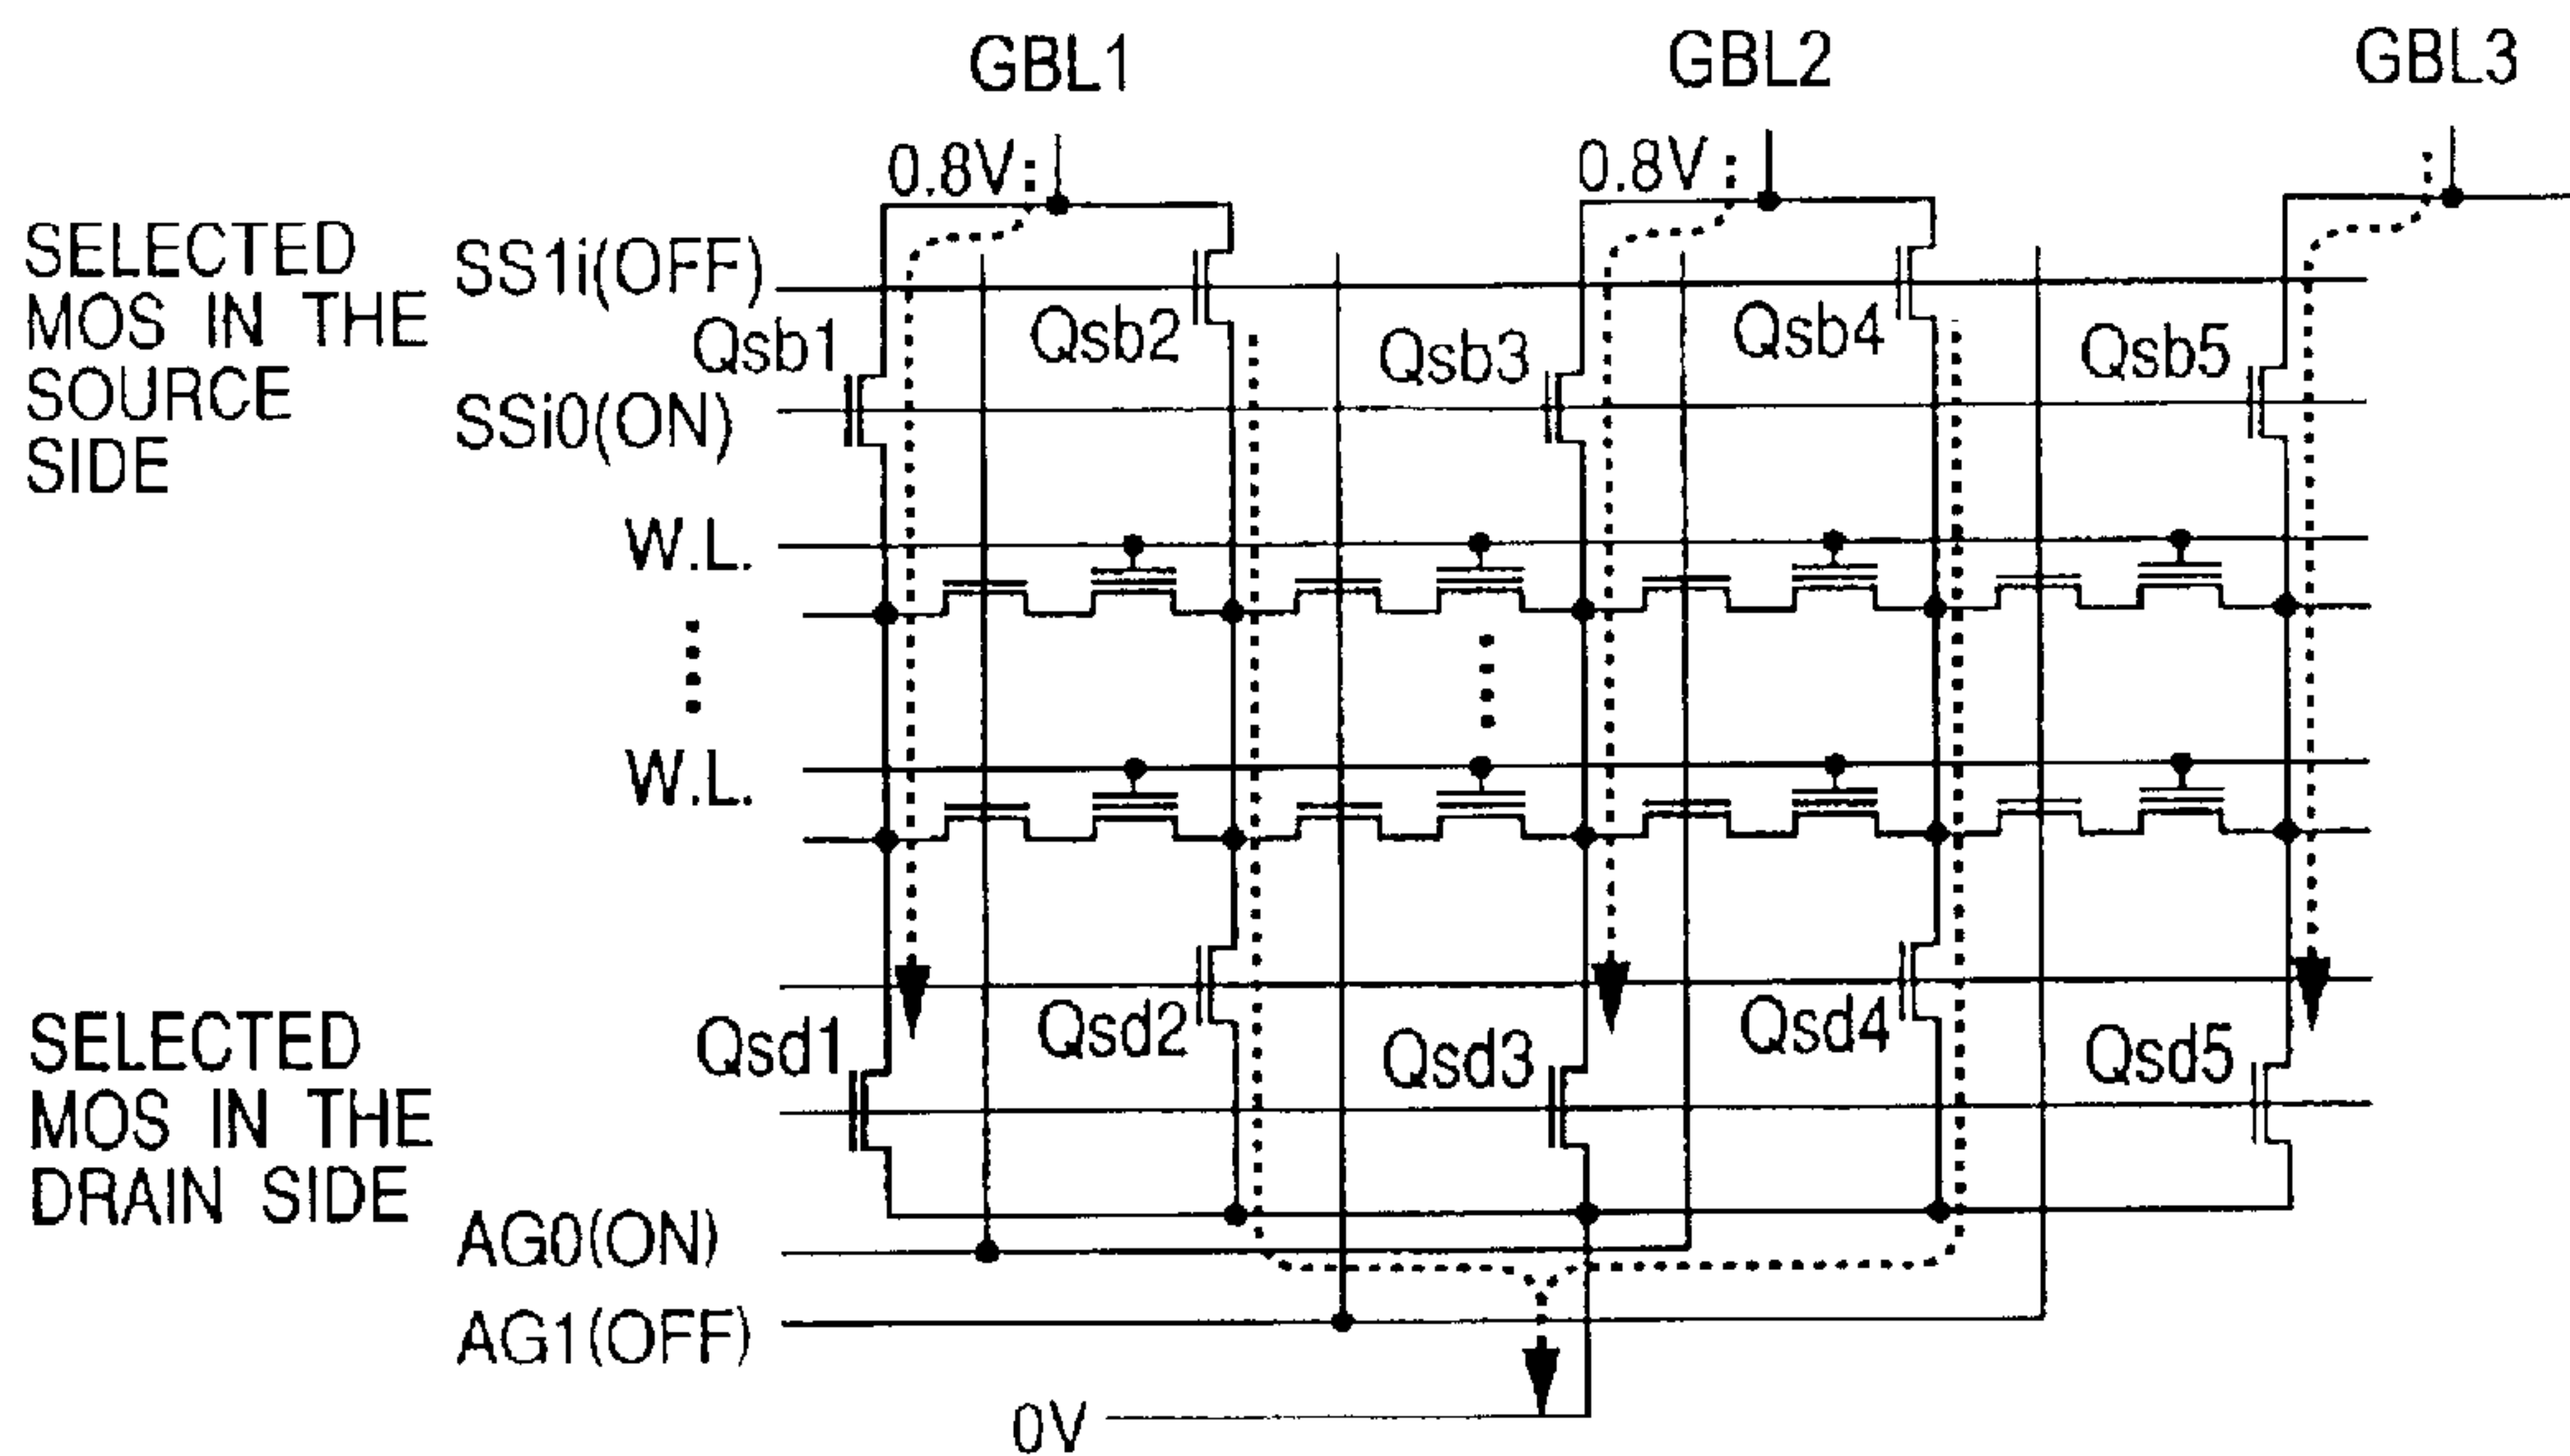 GBL1
GBL2
GBL3
0.8V
0.8V
SELECTED
MOS IN THE
SOURCE
SIDE
SS1i(OFF)
Qsb1
Qsb2
Qsb3
Qsb4
Qsb5
SSi0(ON)
W.L.
W.L.
Qsd1
Qsd2
Qsd3
Qsd4
Qsd5
SELECTED
MOS IN THE
DRAIN SIDE
AG0(ON)
AG1(OFF)
0V